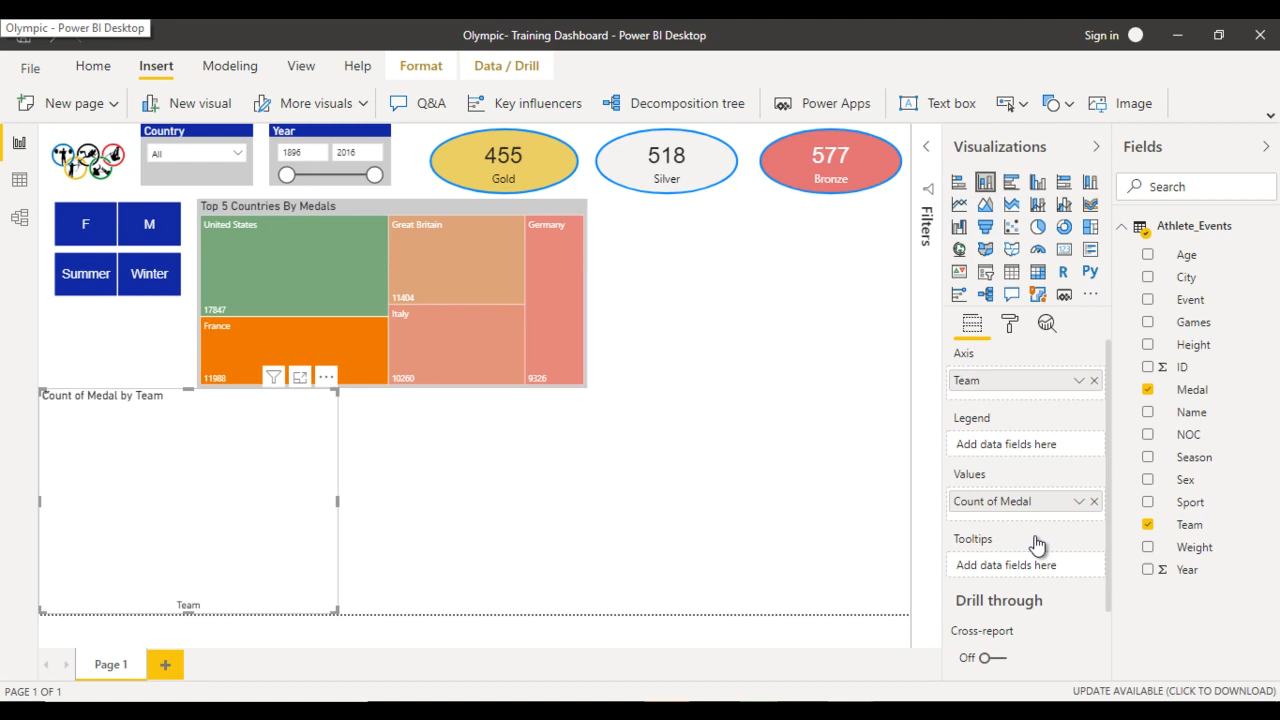 Olympic - Power BI Desktop
Olympic- Training Dashboard - Power BI Desktop
Sign in
File
Home
Insert
Modeling
View
Help
Format
Data / Drill
New page
New visual
More visuals
Q&A
Key influencers
Decomposition tree
Power Apps
Text box
Image
Country
All
Year
1896
2016
455
Gold
518
Silver
577
Bronze
F
M
Summer
Winter
Top 5 Countries By Medals
United States
17847
France
11988
Great Britain
11404
Italy
10260
Germany
9326
Count of Medal by Team
Team
Filters
Visualizations
R
Py
Axis
Team
Legend
Add data fields here
Values
Count of Medal
Tooltips
Add data fields here
Drill through
Cross-report
Off
Fields
Search
Athlete_Events
Age
City
Event
Games
Height
Σ ID
Medal
Name
NOC
Season
Sex
Sport
Team
Weight
Σ Year
Page 1
PAGE 1 OF 1
UPDATE AVAILABLE (CLICK TO DOWNLOAD)